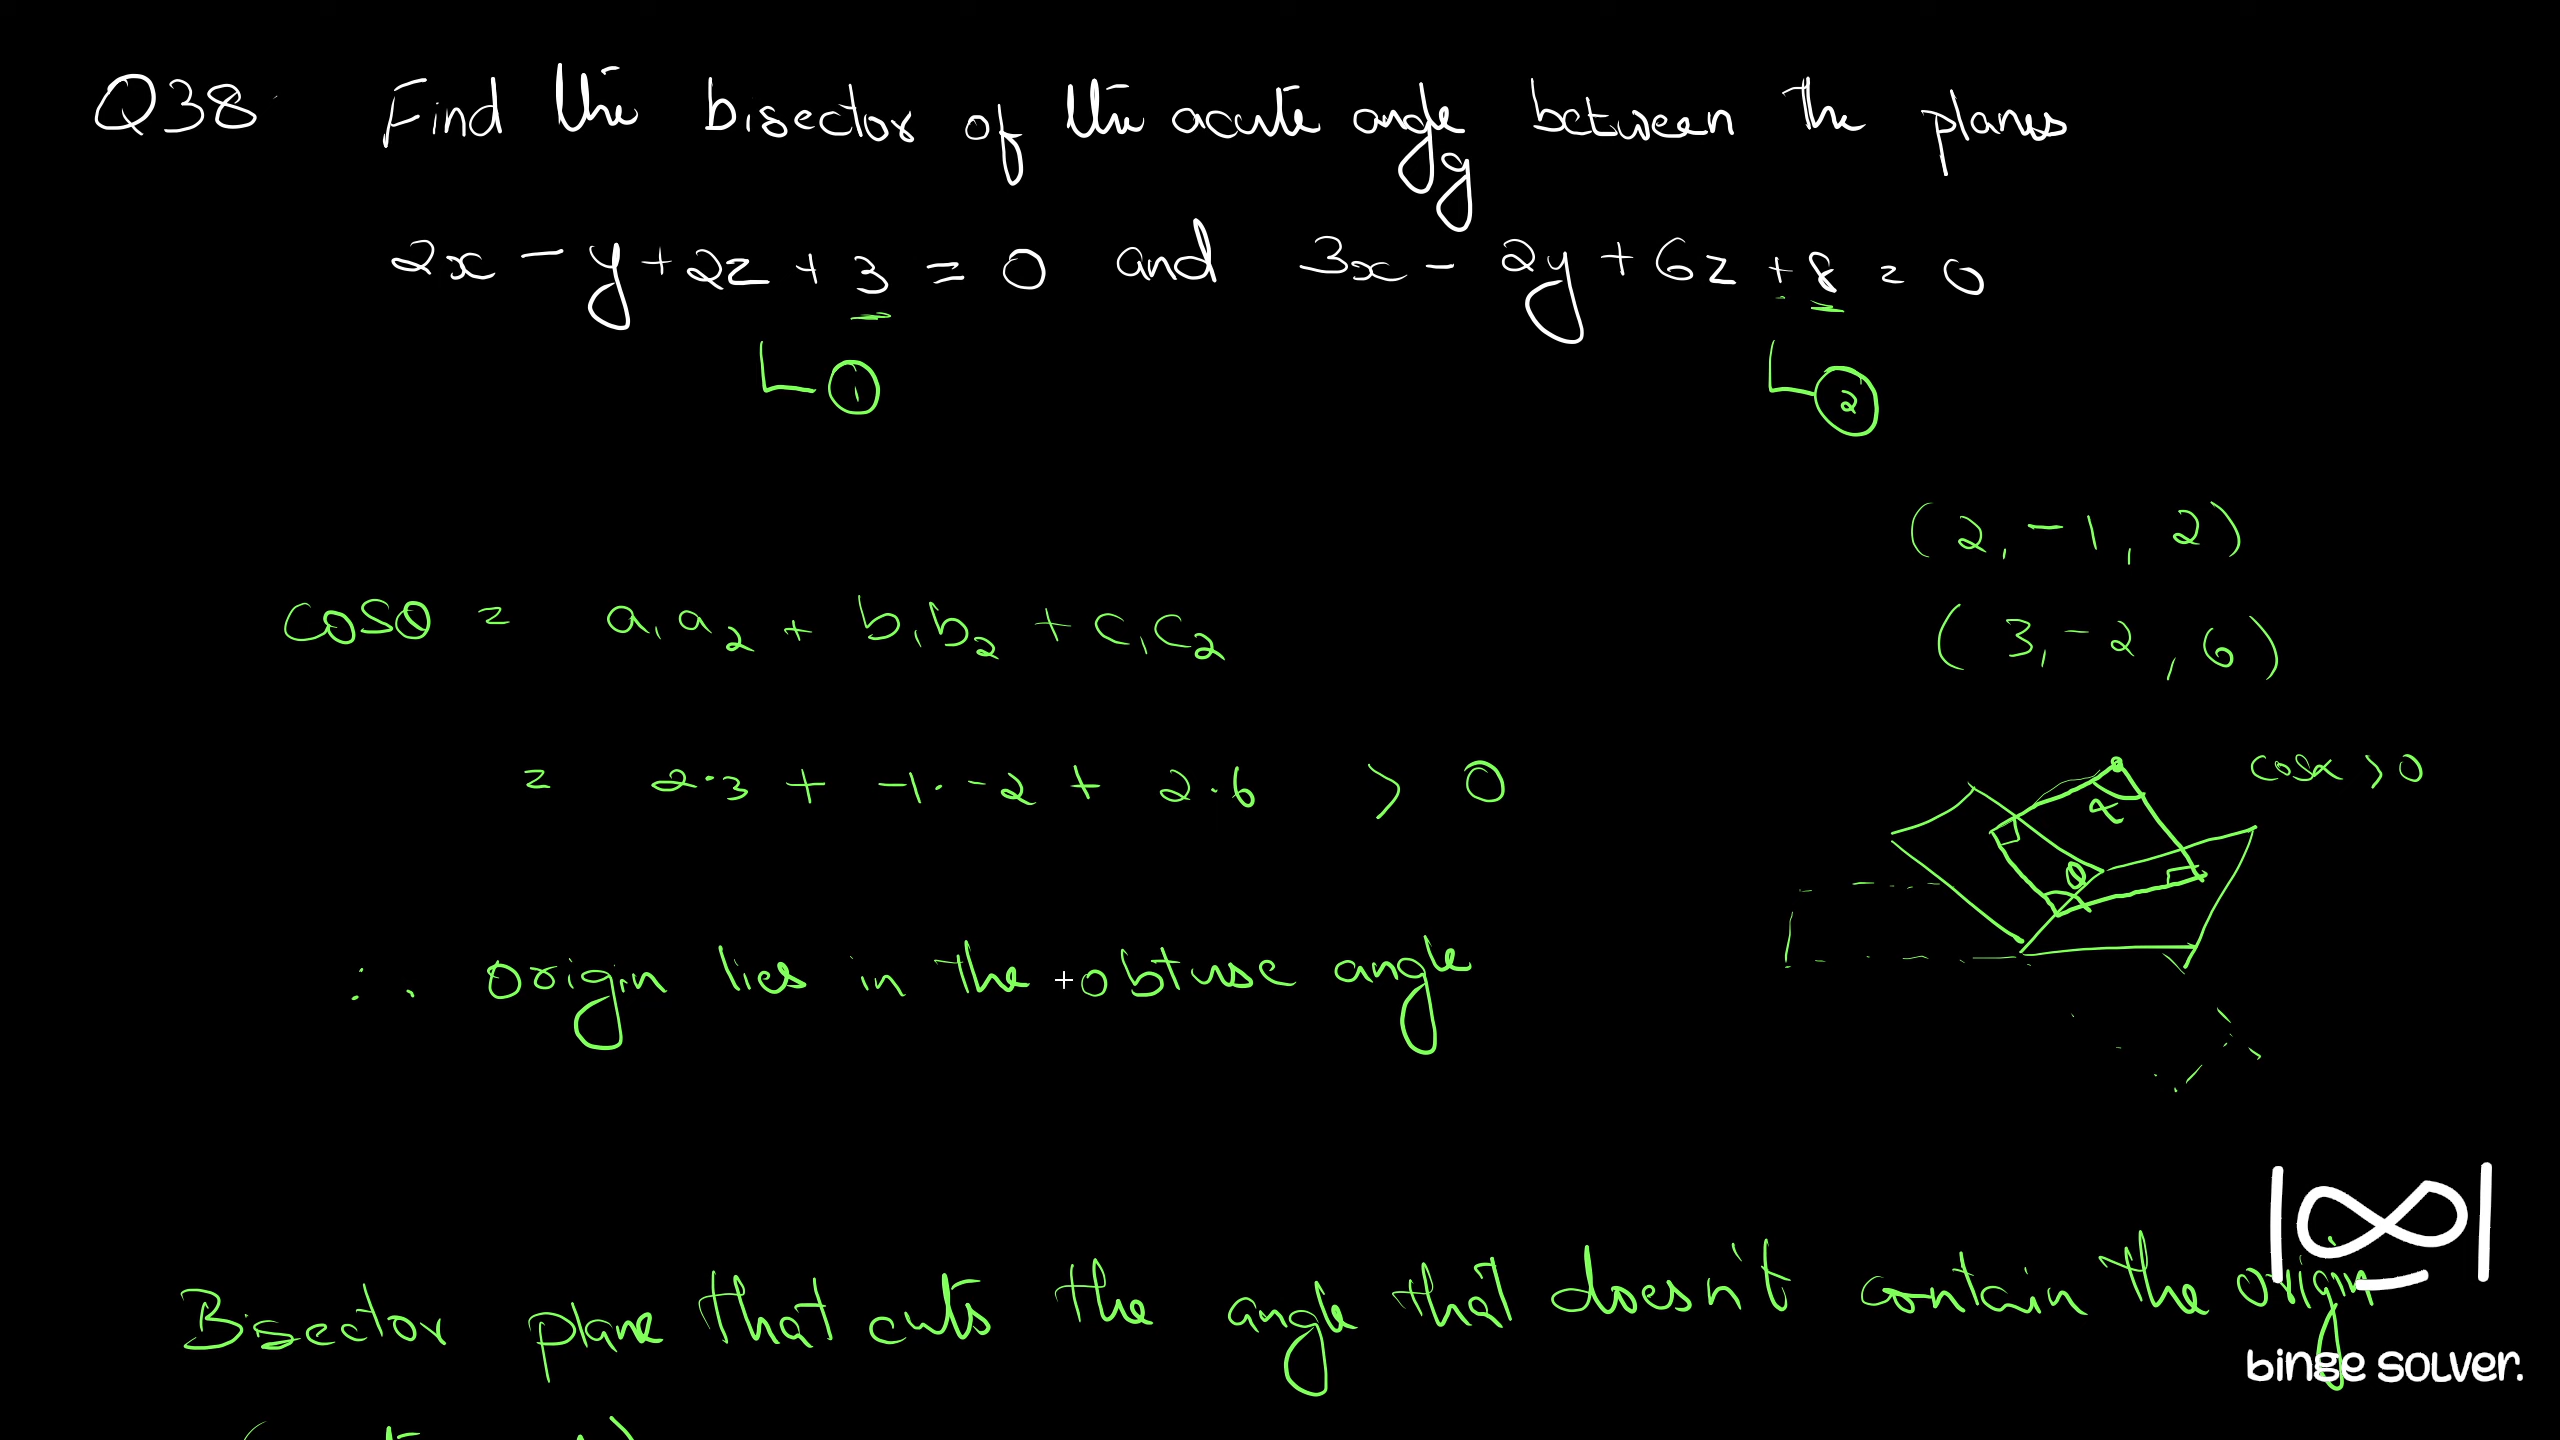 Q38 Find the bisector of the acute angle between the planes
g
2x - y + 2z + 3 = 0 and 3x - 2y + 6z + 8 = 0
1 2
(2, -1, 2)
cosθ = a₁a₂ + b₁b₂ + c₁c₂
(3, -2, 6)
cosα > 0
= 2·3 + -1·-2 + 2·6 > 0
α
θ
∴ origin lies in the obtuse angle
Bisector plane that cuts the angle that doesn't contain the origin
binge solver.